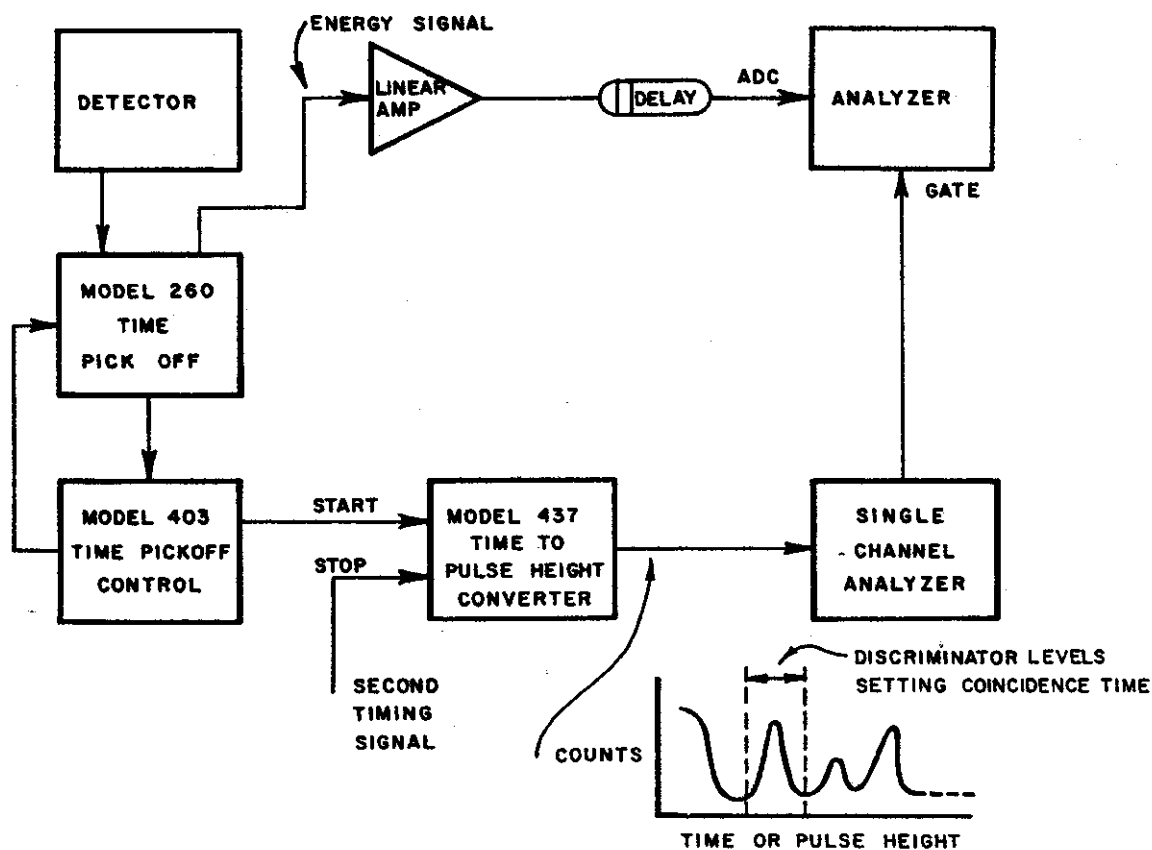 ENERGY SIGNAL
DETECTOR
LINEAR
AMP
DELAY
ADC
ANALYZER
GATE
MODEL 260
TIME
PICK OFF
MODEL 403
TIME PICKOFF
CONTROL
START
STOP
MODEL 437
TIME TO
PULSE HEIGHT
CONVERTER
SINGLE
CHANNEL
ANALYZER
SECOND
TIMING
SIGNAL
DISCRIMINATOR LEVELS
SETTING COINCIDENCE TIME
COUNTS
TIME OR PULSE HEIGHT